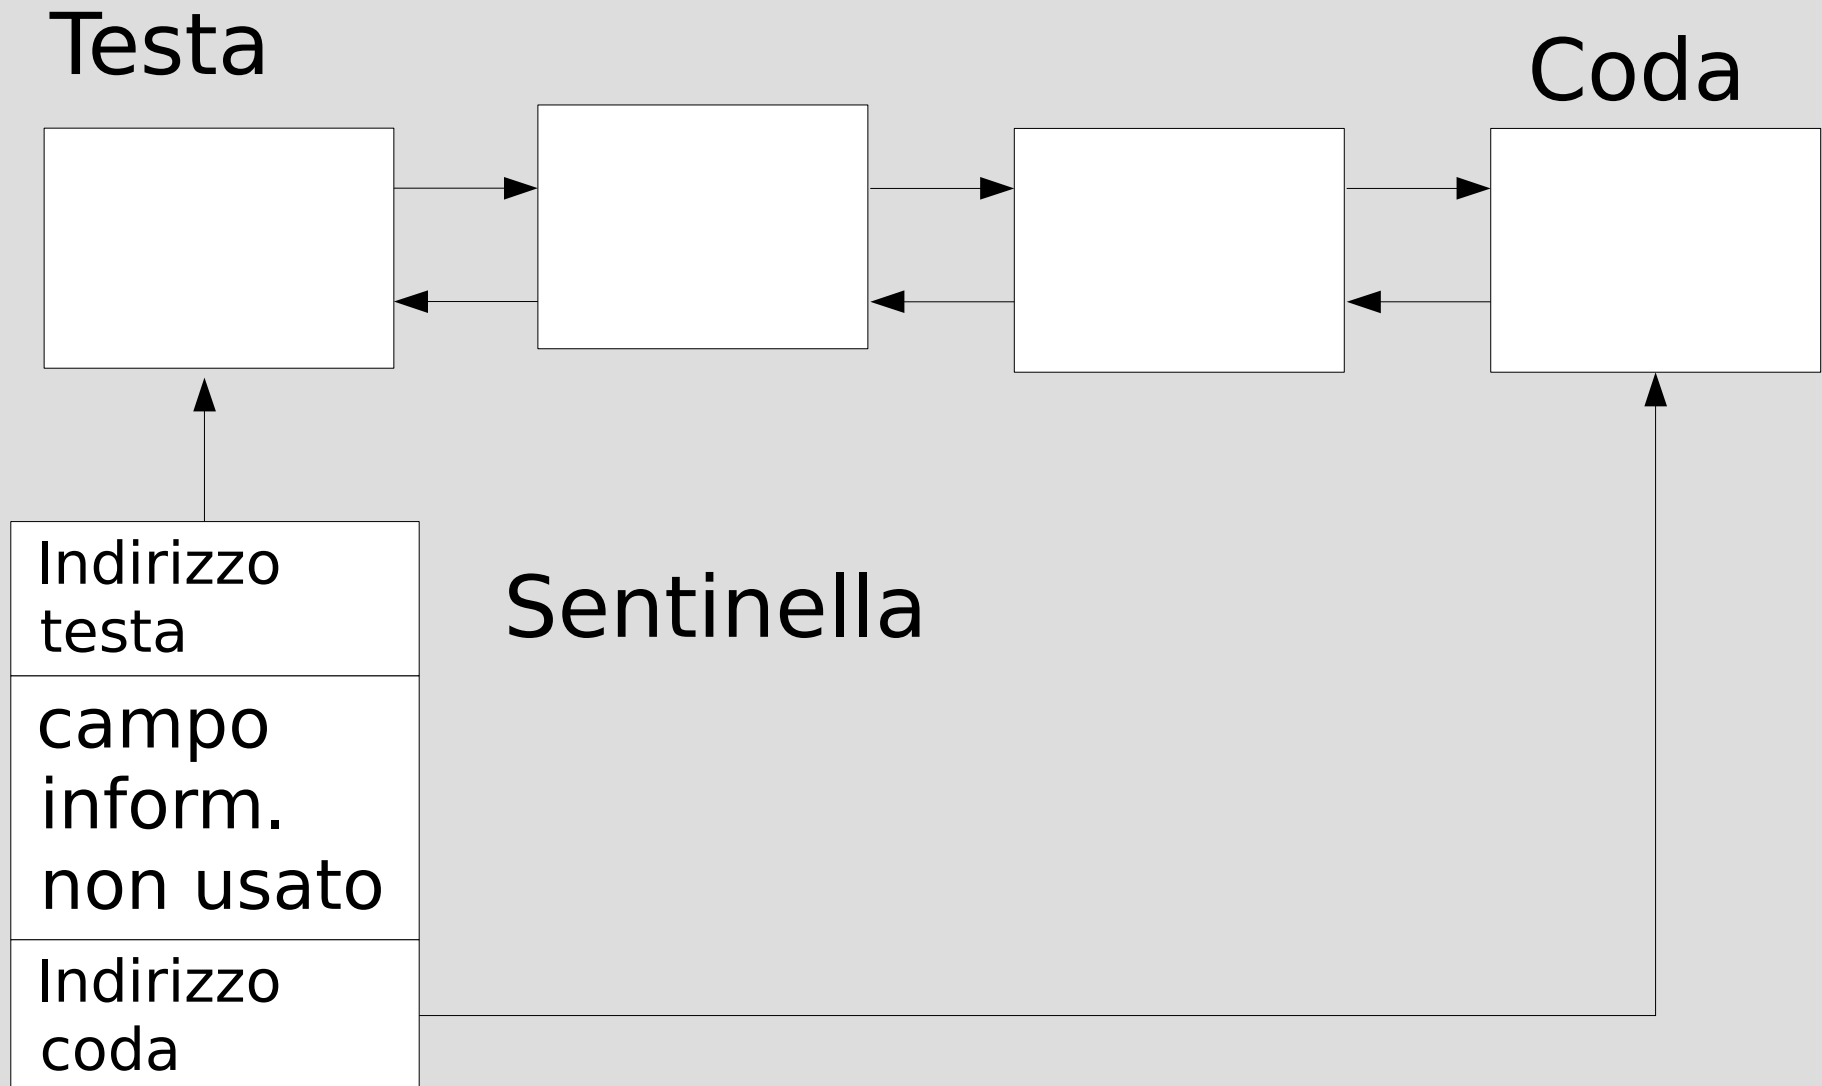 Testa
Coda
Indirizzo
testa
Sentinella
campo
inform.
non usato
Indirizzo
coda